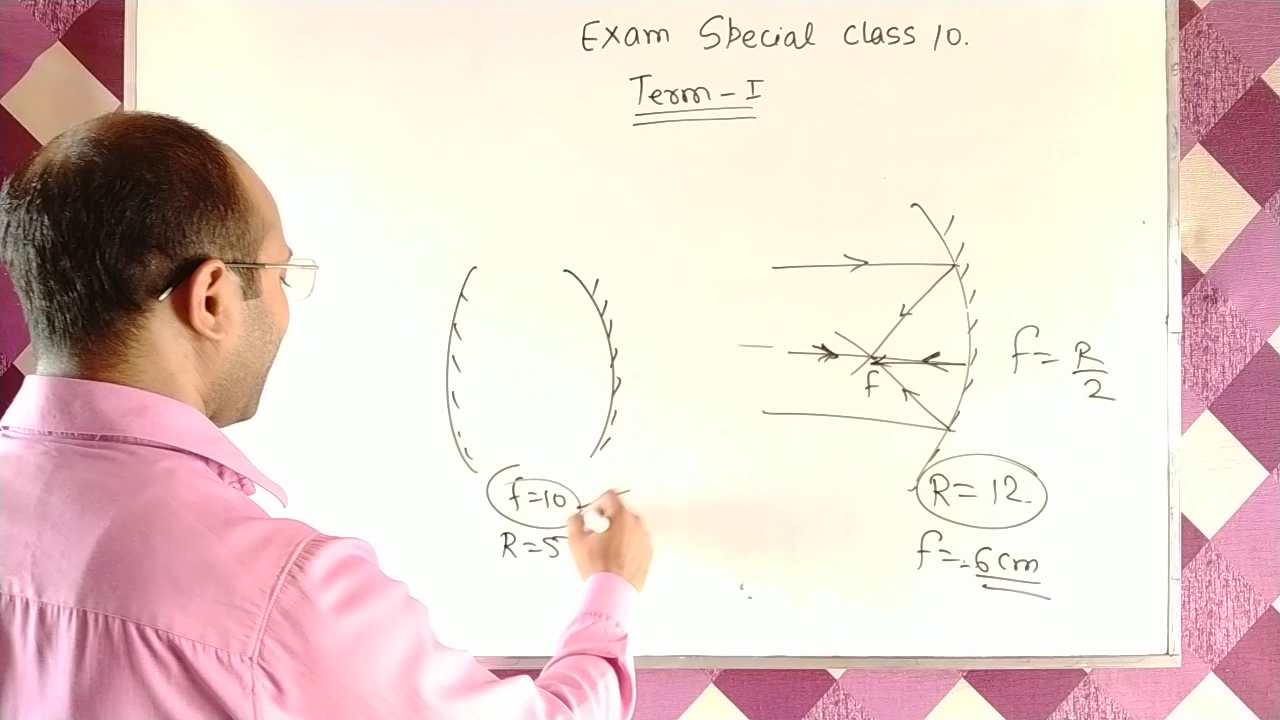 Exam Special class 10.
Term - I
f = R/2
f
f=10
R=5
R=12
f=-6cm